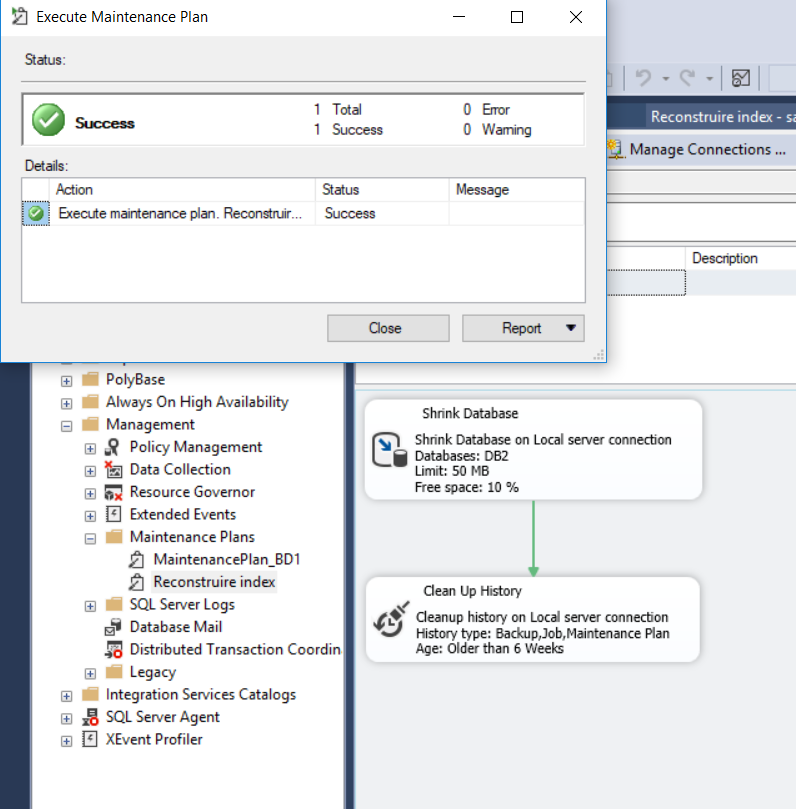 Execute Maintenance Plan
Status:
Success
1 Total
0 Error
1 Success
0 Warning
Details:
Action Status Message
Execute maintenance plan. Reconstruir... Success
Close
Report
Reconstruire index - sa
Manage Connections ...
Description
PolyBase
Always On High Availability
Management
Policy Management
Data Collection
Resource Governor
Extended Events
Maintenance Plans
MaintenancePlan_BD1
Reconstruire index
SQL Server Logs
Database Mail
Distributed Transaction Coordin
Legacy
Integration Services Catalogs
SQL Server Agent
XEvent Profiler
Shrink Database
Shrink Database on Local server connection
Databases: DB2
Limit: 50 MB
Free space: 10 %
Clean Up History
Cleanup history on Local server connection
History type: Backup,Job,Maintenance Plan
Age: Older than 6 Weeks